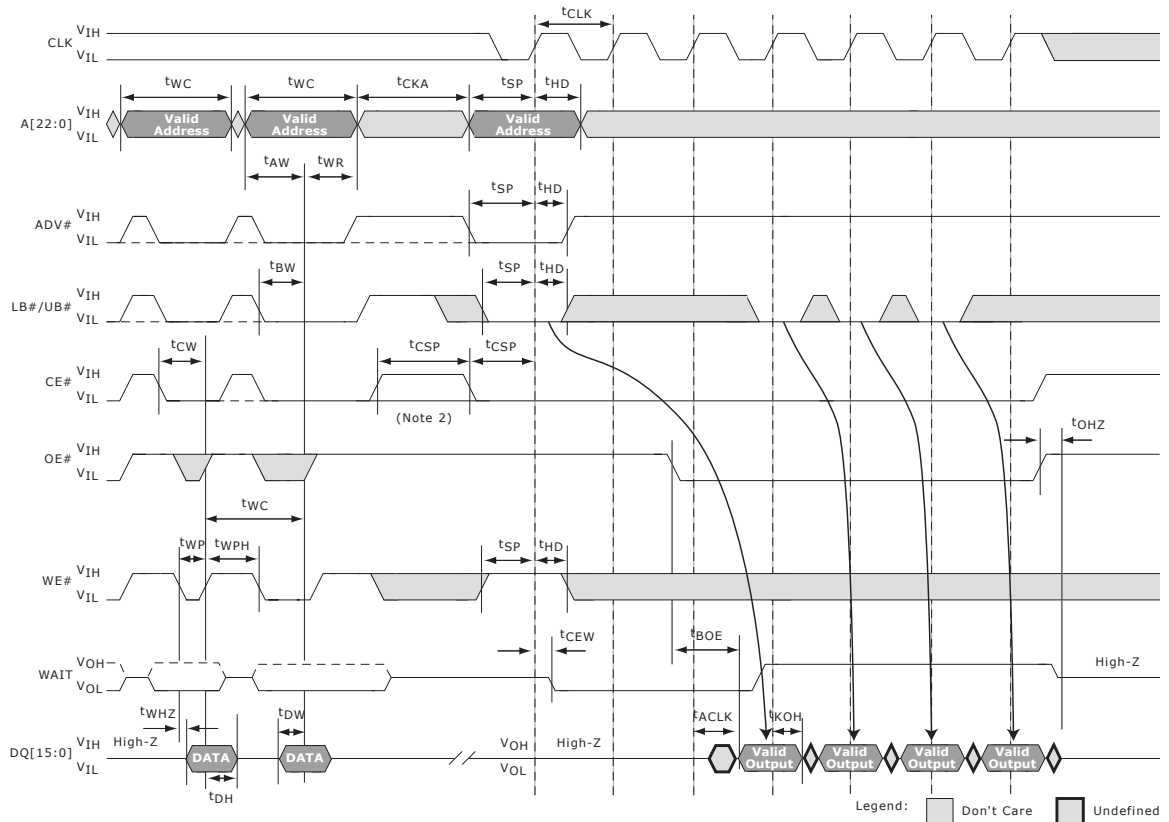 tCLK
CLK VIH
VIL
tWC tWC tCKA tSP tHD
A[22:0] VIH
VIL
Valid Address Valid Address Valid Address
tAW tWR
tSP tHD
ADV# VIH
VIL
tBW tSP tHD
LB#/UB# VIH
VIL
tCW tCSP tCSP
CE# VIH
VIL
(Note 2)
tOHZ
OE# VIH
VIL
tWC
tWP tWPH tSP tHD
WE# VIH
VIL
tCEW tBOE
WAIT VOH
VOL
High-Z
tWHZ tDW tACLK tKOH
DQ[15:0] VIH
VIL
High-Z DATA DATA VOH
VOL
High-Z Valid Output Valid Output Valid Output Valid Output
tDH
Legend: Don't Care Undefined